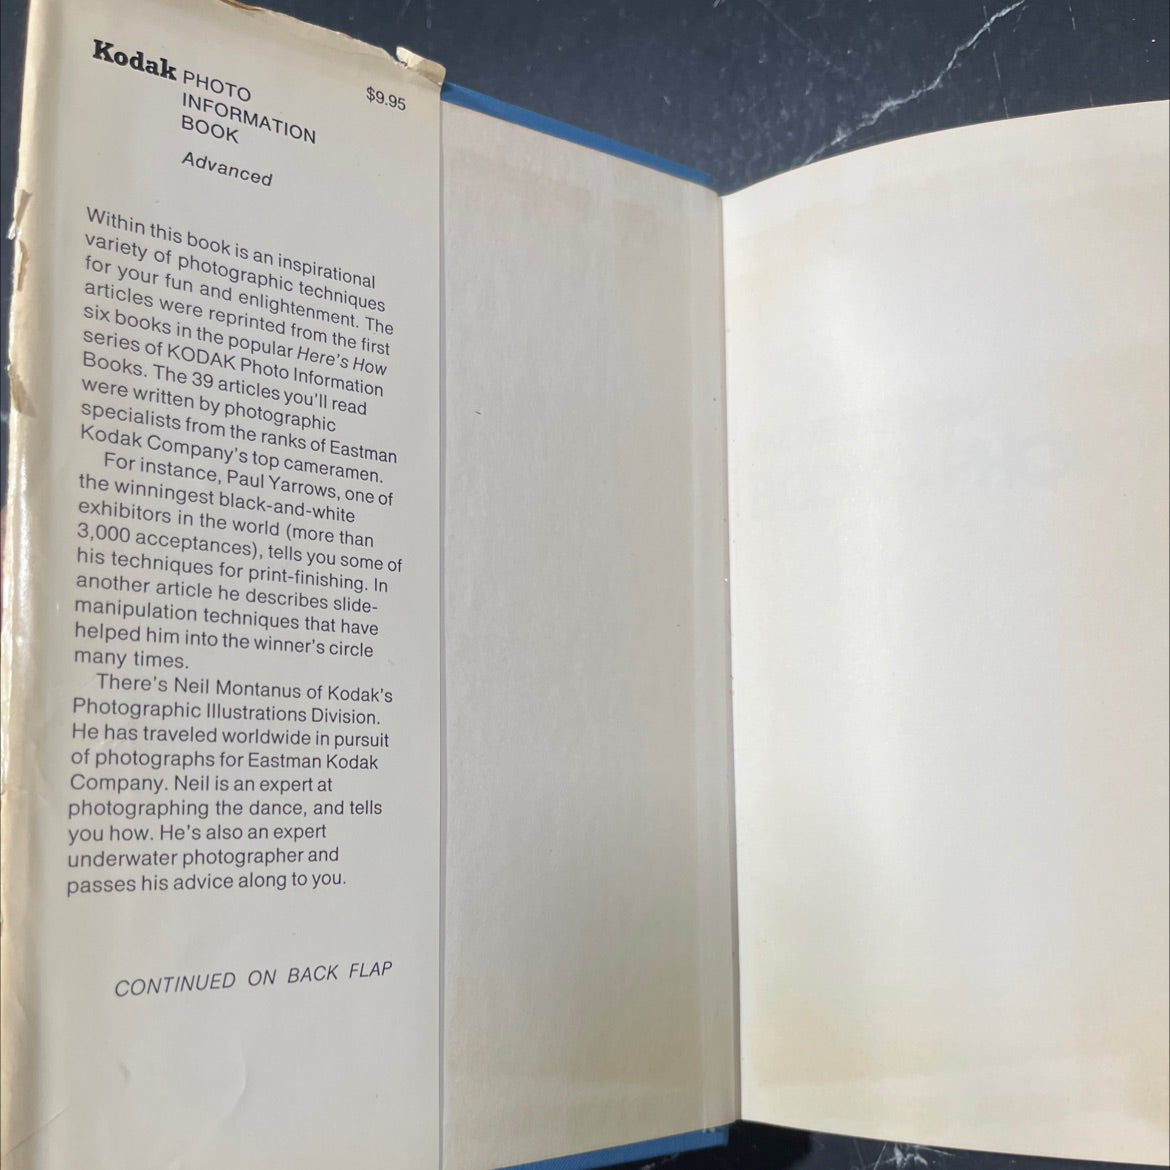 Kodak PHOTO
INFORMATION
BOOK
$9.95
Advanced
Within this book is an inspirational
variety of photographic techniques
for your fun and enlightenment. The
articles were reprinted from the first
six books in the popular Here's How
series of KODAK Photo Information
Books. The 39 articles you'll read
were written by photographic
specialists from the ranks of Eastman
Kodak Company's top cameramen.
For instance, Paul Yarrows, one of
the winningest black-and-white
exhibitors in the world (more than
3,000 acceptances), tells you some of
his techniques for print-finishing. In
another article he describes slide-
manipulation techniques that have
helped him into the winner's circle
many times.
There's Neil Montanus of Kodak's
Photographic Illustrations Division.
He has traveled worldwide in pursuit
of photographs for Eastman Kodak
Company. Neil is an expert at
photographing the dance, and tells
you how. He's also an expert
underwater photographer and
passes his advice along to you.
CONTINUED ON BACK FLAP